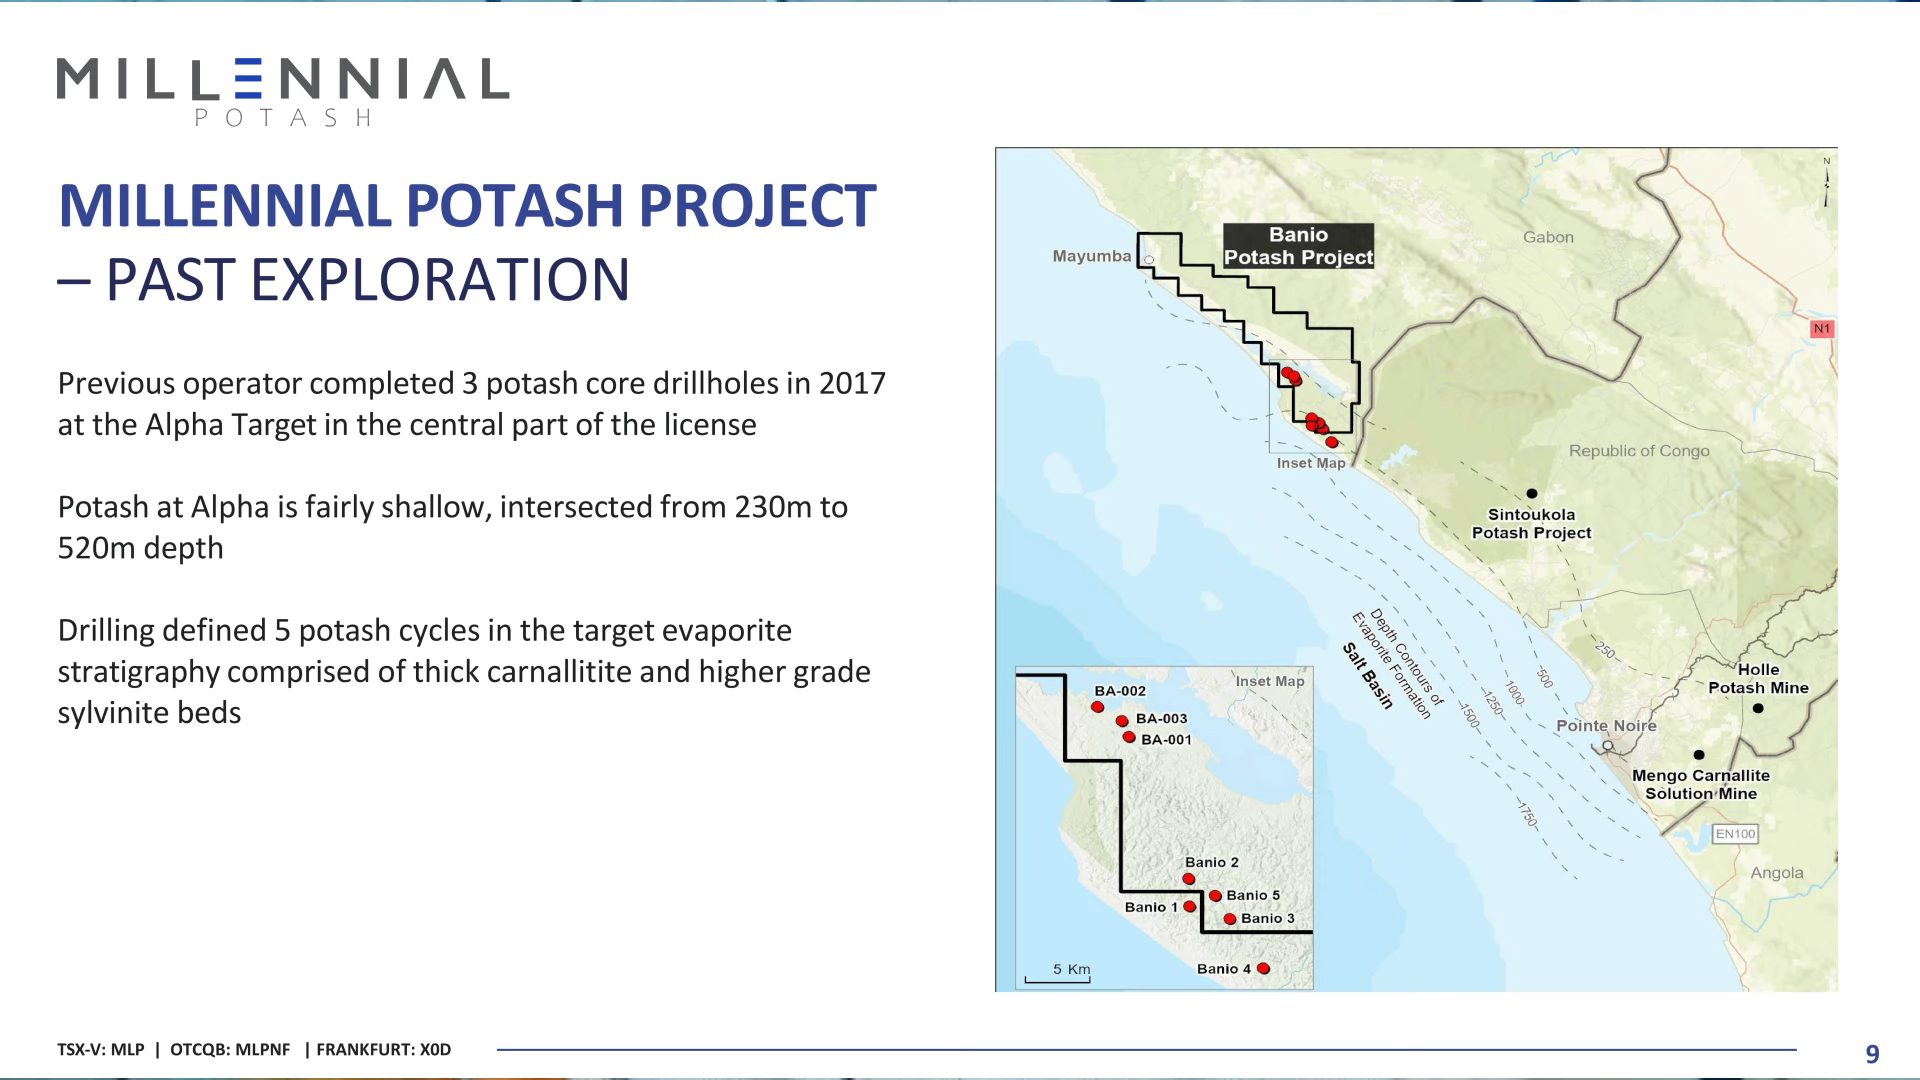 MILLENNIAL
POTASH
MILLENNIAL POTASH PROJECT
– PAST EXPLORATION
Previous operator completed 3 potash core drillholes in 2017
at the Alpha Target in the central part of the license
Potash at Alpha is fairly shallow, intersected from 230m to
520m depth
Drilling defined 5 potash cycles in the target evaporite
stratigraphy comprised of thick carnallitite and higher grade
sylvinite beds
N
Banio
Potash Project
Gabon
Mayumba
N1
Inset Map
Republic of Congo
Sintoukola
Potash Project
Depth Contours of
Evaporite Formation
Salt Basin
250
500
1000
1250
1500
1750
Holle
Potash Mine
Pointe Noire
Mengo Carnallite
Solution Mine
EN100
Angola
Inset Map
BA-002
BA-003
BA-001
Banio 2
Banio 5
Banio 1
Banio 3
Banio 4
5 Km
TSX-V: MLP | OTCQB: MLPNF | FRANKFURT: X0D
9